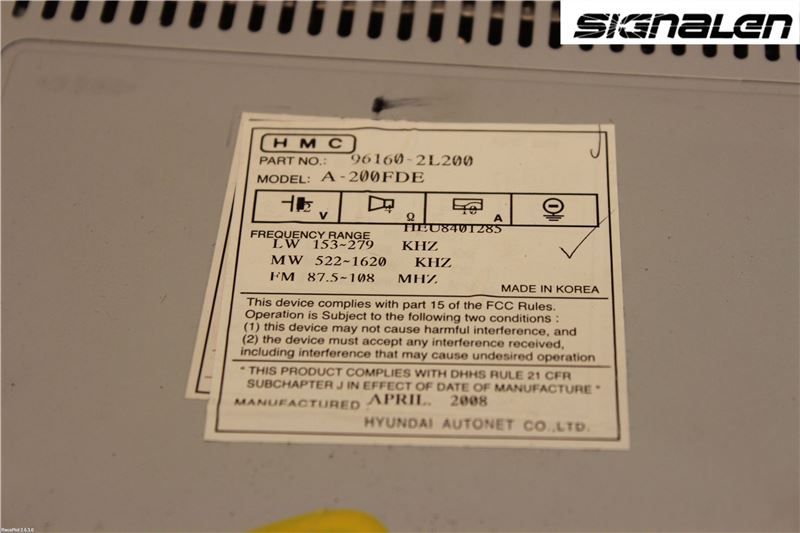 SIGNALEN
HMC
PART NO.: 96160-2L200
MODEL: A-200FDE
12 V 4 Ω 10 A
HEU8401285
FREQUENCY RANGE
LW 153~279 KHZ
MW 522~1620 KHZ
FM 87.5~108 MHZ
MADE IN KOREA
This device complies with part 15 of the FCC Rules.
Operation is Subject to the following two conditions :
(1) this device may not cause harmful interference, and
(2) the device must accept any interference received,
including interference that may cause undesired operation
" THIS PRODUCT COMPLIES WITH DHHS RULE 21 CFR
SUBCHAPTER J IN EFFECT OF DATE OF MANUFACTURE "
MANUFACTURED APRIL. 2008
HYUNDAI AUTONET CO.,LTD.